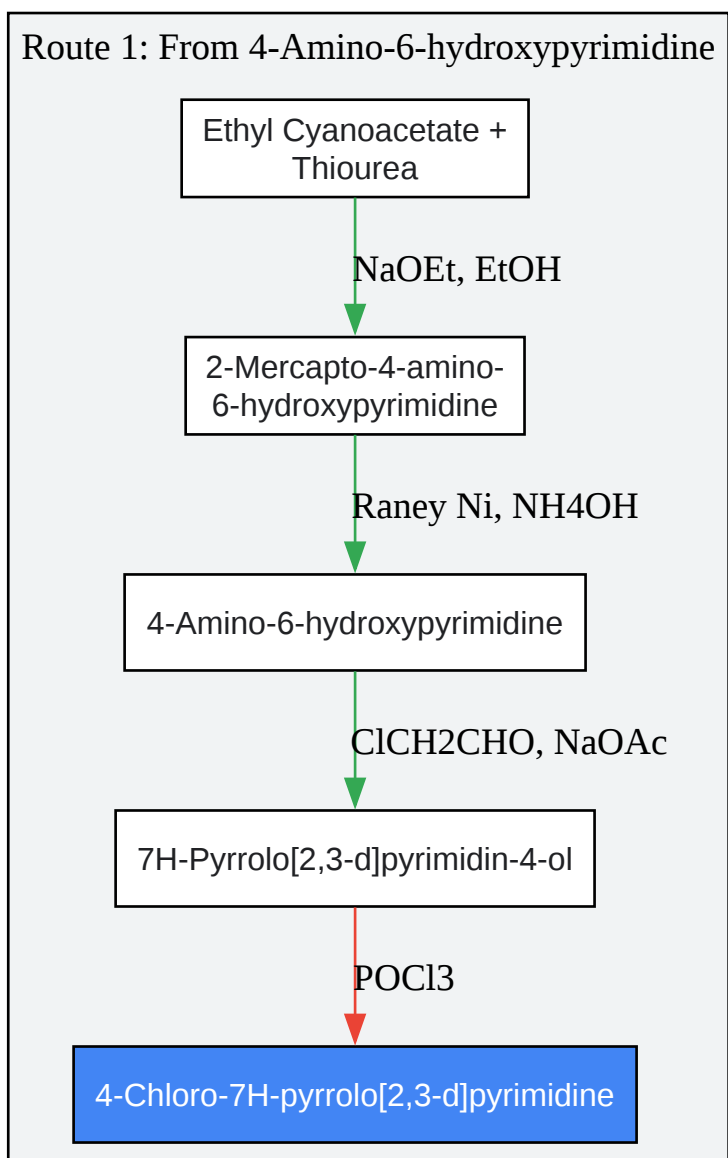 Route 1: From 4-Amino-6-hydroxypyrimidine
Ethyl Cyanoacetate +
Thiourea
NaOEt, EtOH
2-Mercapto-4-amino-
6-hydroxypyrimidine
Raney Ni, NH4OH
4-Amino-6-hydroxypyrimidine
ClCH2CHO, NaOAc
7H-Pyrrolo[2,3-d]pyrimidin-4-ol
POCl3
4-Chloro-7H-pyrrolo[2,3-d]pyrimidine